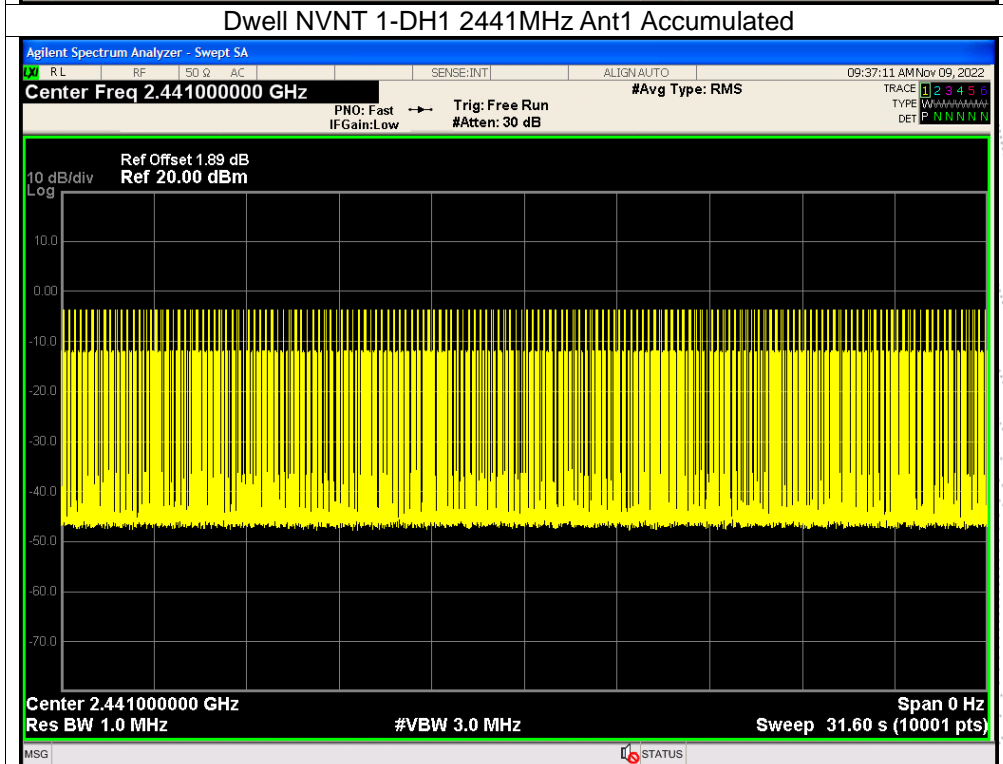 Dwell NVNT 1-DH1 2441MHz Ant1 Accumulated
Agilent Spectrum Analyzer - Swept SA
LXI RL RF 50 Ω AC SENSE:INT ALIGN AUTO 09:37:11 AM Nov 09, 2022
Center Freq 2.441000000 GHz #Avg Type: RMS TRACE 1 2 3 4 5 6
PNO: Fast Trig: Free Run TYPE
IFGain:Low #Atten: 30 dB DET P N N N N N
Ref Offset 1.89 dB
10 dB/div Ref 20.00 dBm
Log
10.0
0.00
-10.0
-20.0
-30.0
-40.0
-50.0
-60.0
-70.0
Center 2.441000000 GHz Span 0 Hz
Res BW 1.0 MHz #VBW 3.0 MHz Sweep 31.60 s (10001 pts)
MSG STATUS